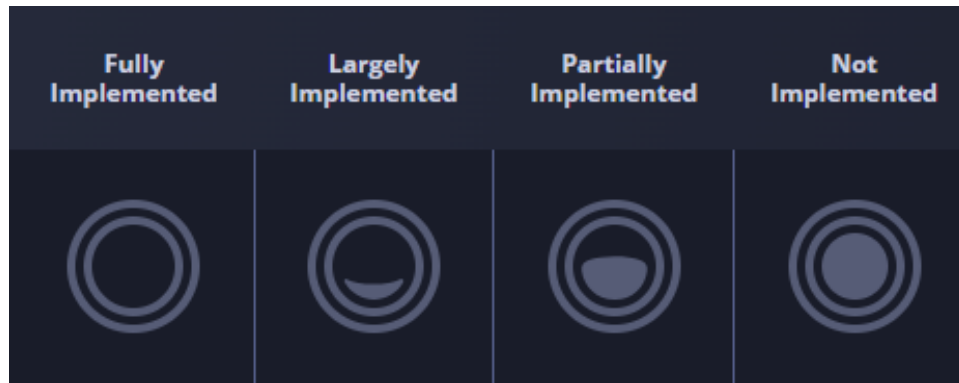 Fully
Implemented
Largely
Implemented
Partially
Implemented
Not
Implemented